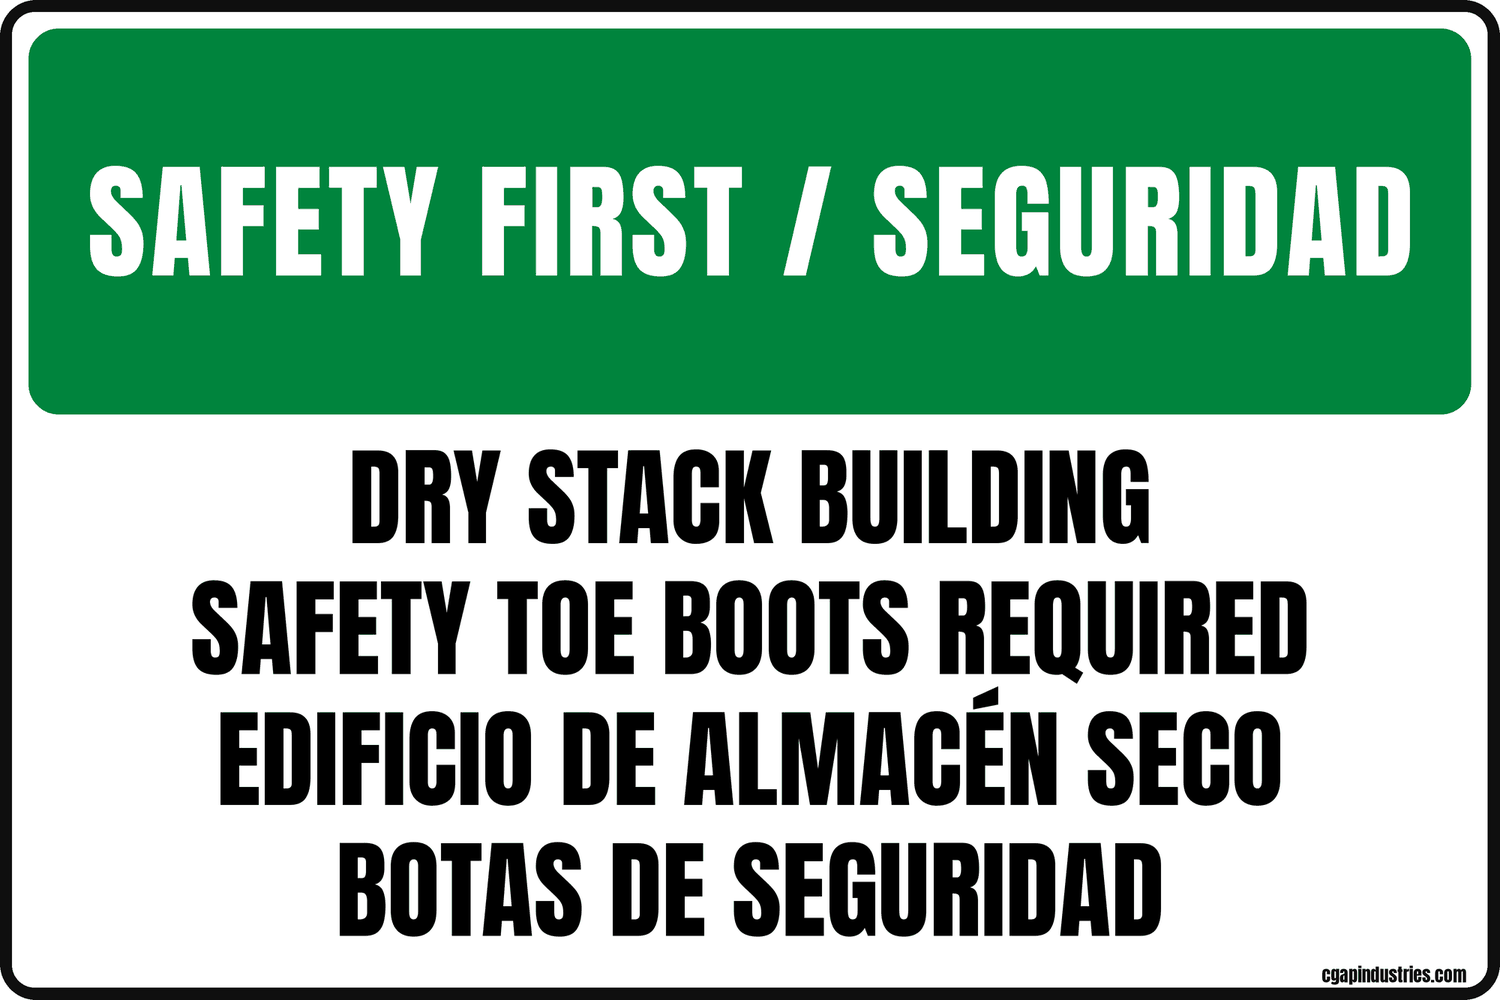 SAFETY FIRST / SEGURIDAD
DRY STACK BUILDING
SAFETY TOE BOOTS REQUIRED
EDIFICIO DE ALMACÉN SECO
BOTAS DE SEGURIDAD
cgapindustries.com